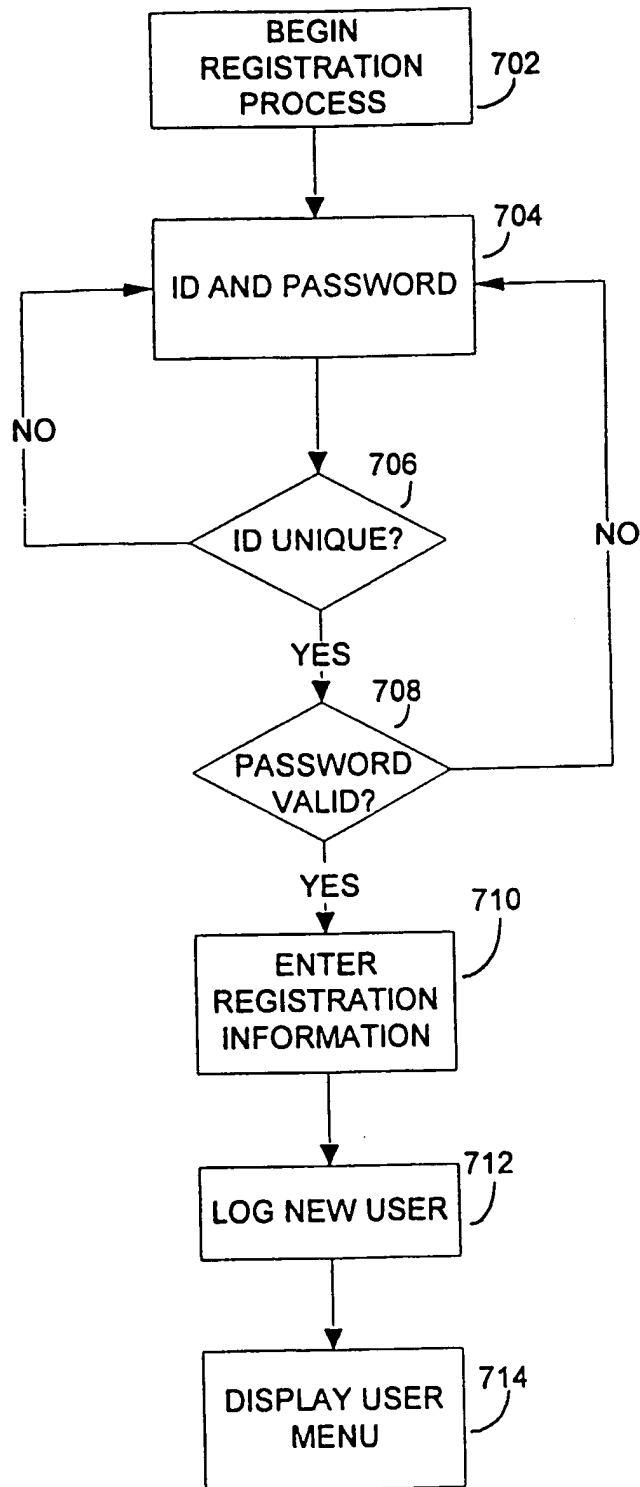 BEGIN
REGISTRATION
PROCESS
702
704
ID AND PASSWORD
NO
706
ID UNIQUE?
NO
YES
708
PASSWORD
VALID?
YES
710
ENTER
REGISTRATION
INFORMATION
712
LOG NEW USER
714
DISPLAY USER
MENU